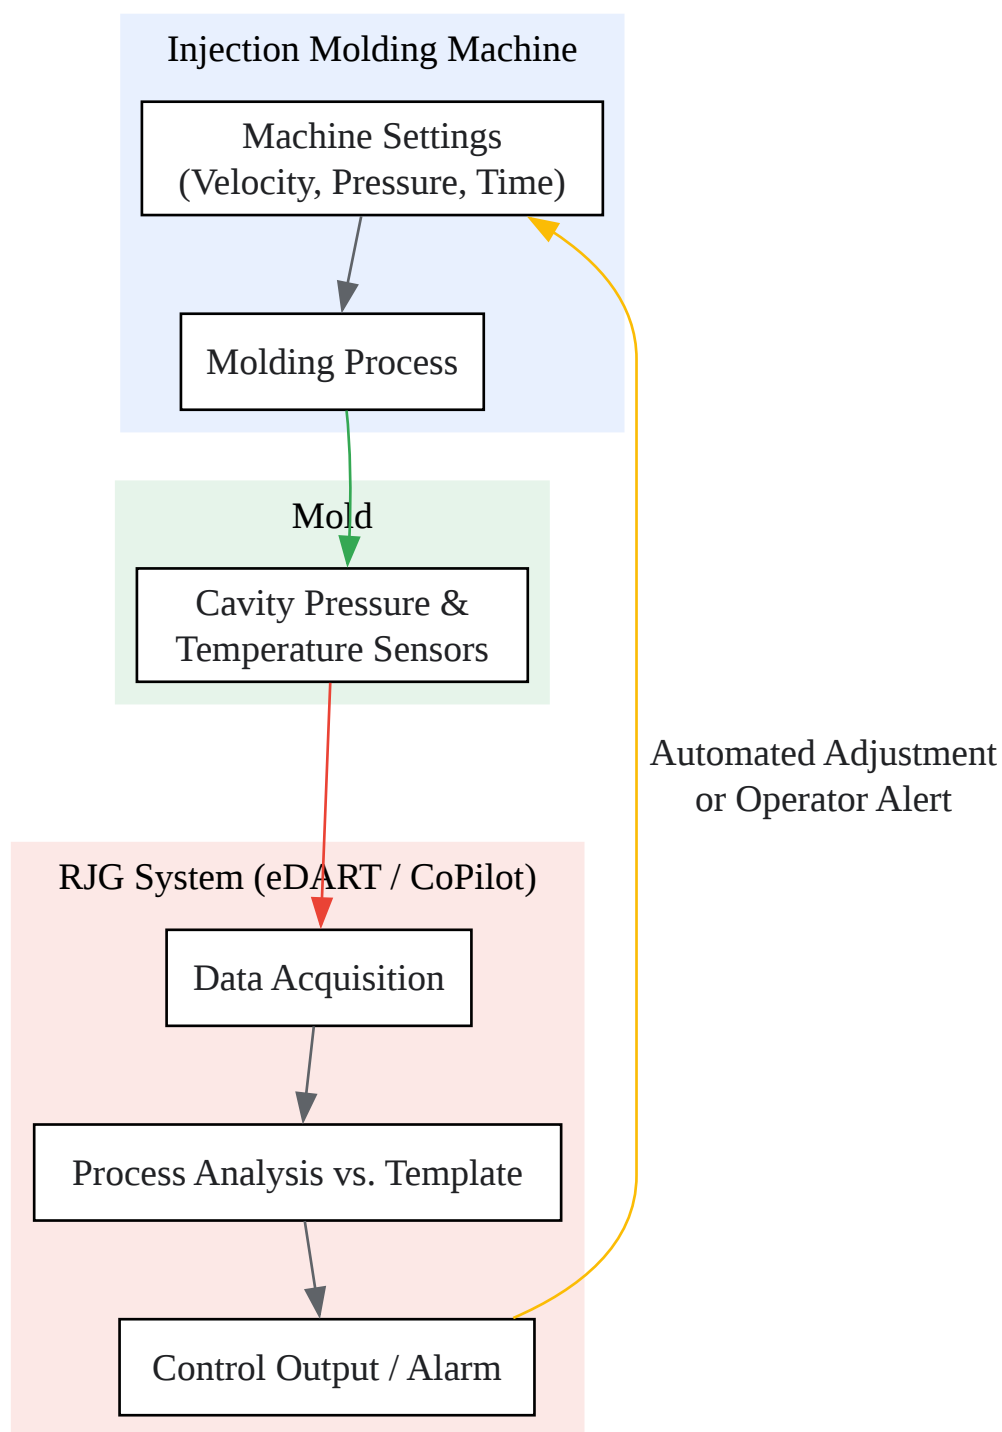 Injection Molding Machine
Machine Settings
(Velocity, Pressure, Time)
Molding Process
Mold
Cavity Pressure &
Temperature Sensors
Automated Adjustment
or Operator Alert
RJG System (eDART / CoPilot)
Data Acquisition
Process Analysis vs. Template
Control Output / Alarm